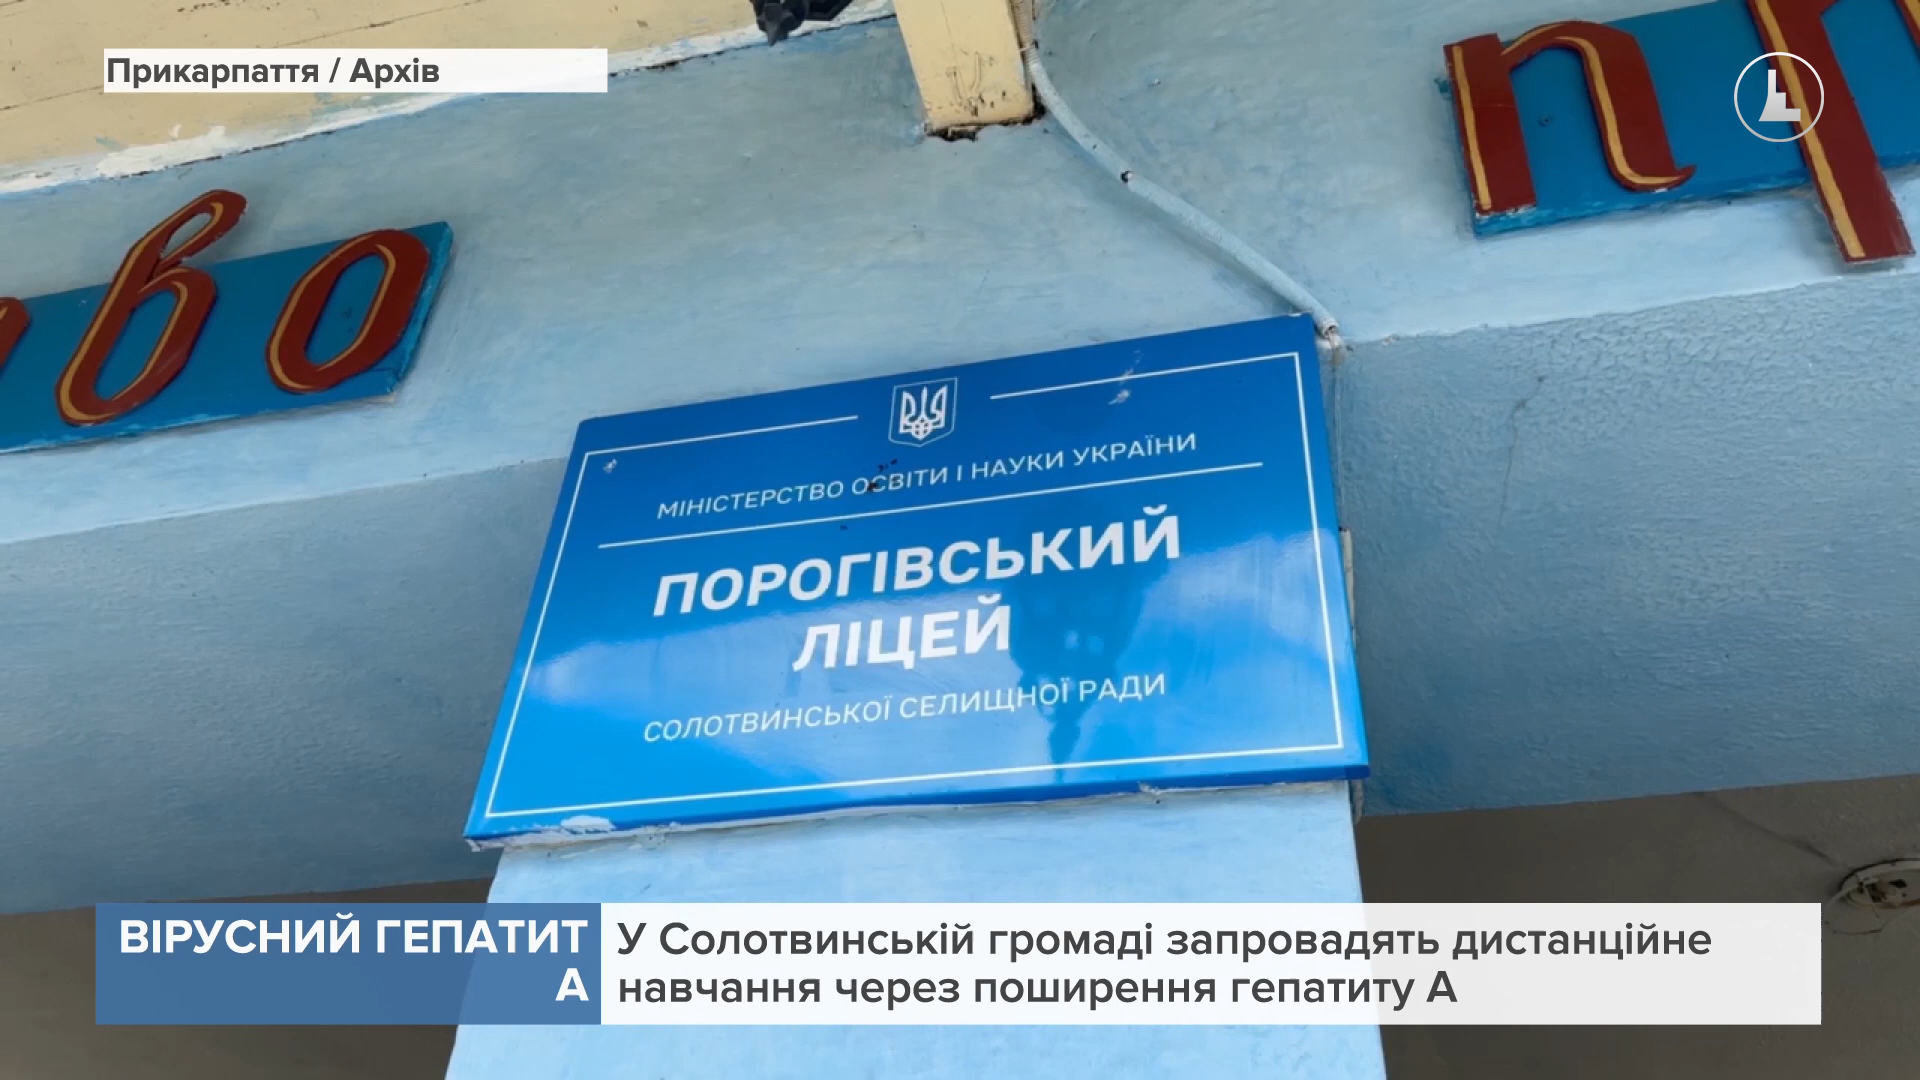 Прикарпаття / Архів
во
МІНІСТЕРСТВО ОСВІТИ І НАУКИ УКРАЇНИ
ПОРОГІВСЬКИЙ
ЛІЦЕЙ
СОЛОТВИНСЬКОЇ СЕЛИЩНОЇ РАДИ
ВІРУСНИЙ ГЕПАТИТ
А
У Солотвинській громаді запровадять дистанційне
навчання через поширення гепатиту А